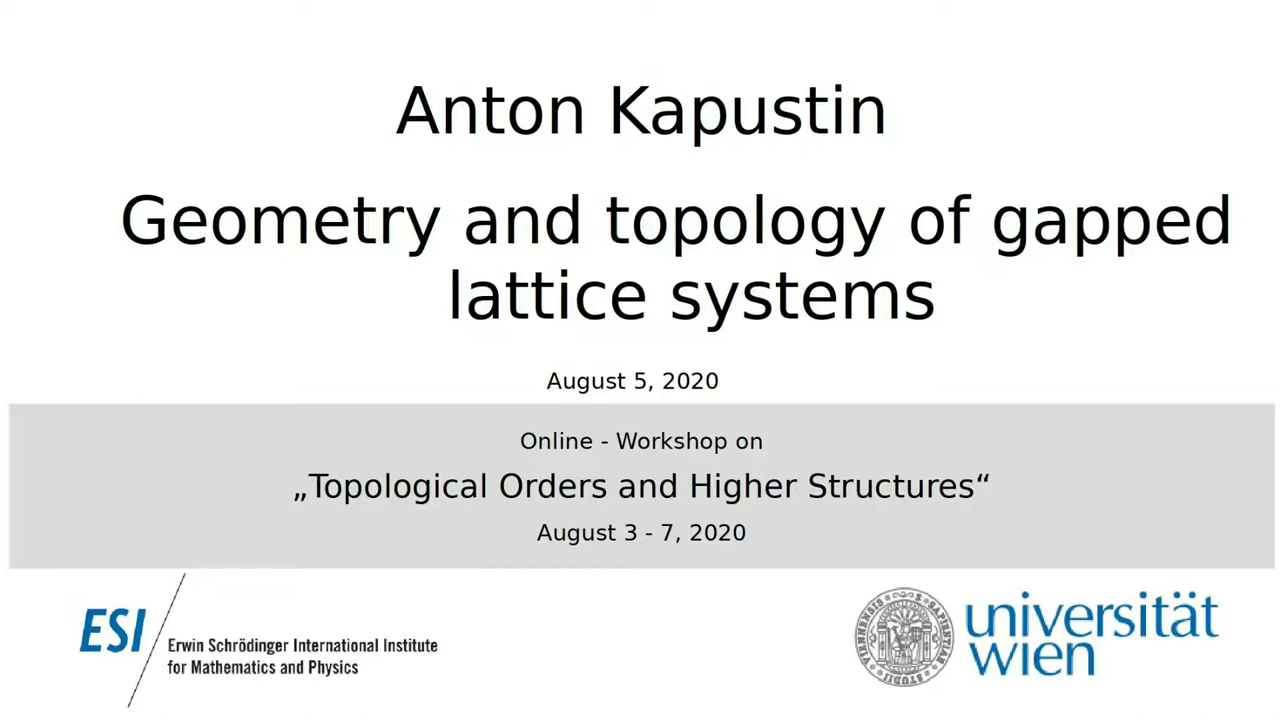 Anton Kapustin
Geometry and topology of gapped
lattice systems
August 5, 2020
Online - Workshop on
„Topological Orders and Higher Structures“
August 3 - 7, 2020
ESI
Erwin Schrödinger International Institute
for Mathematics and Physics
universität
wien